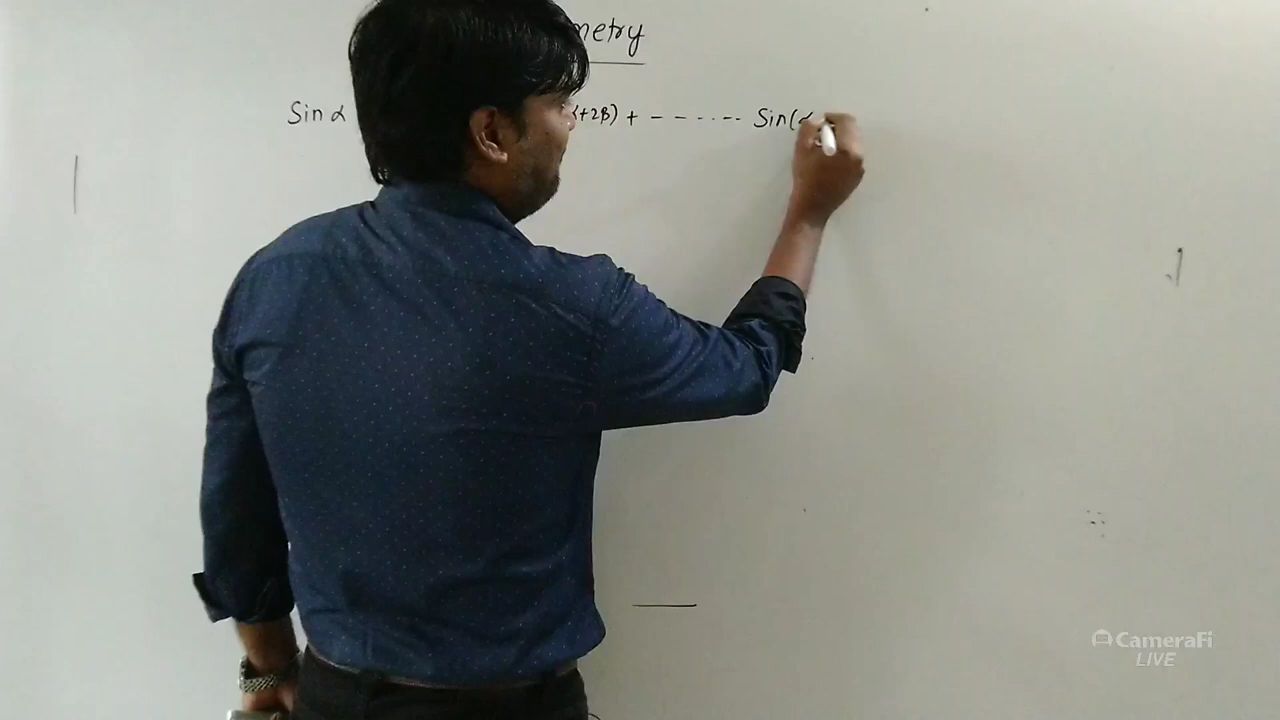 metry
Sin α +2β) + - - - - - - Sin(α
CameraFi
LIVE